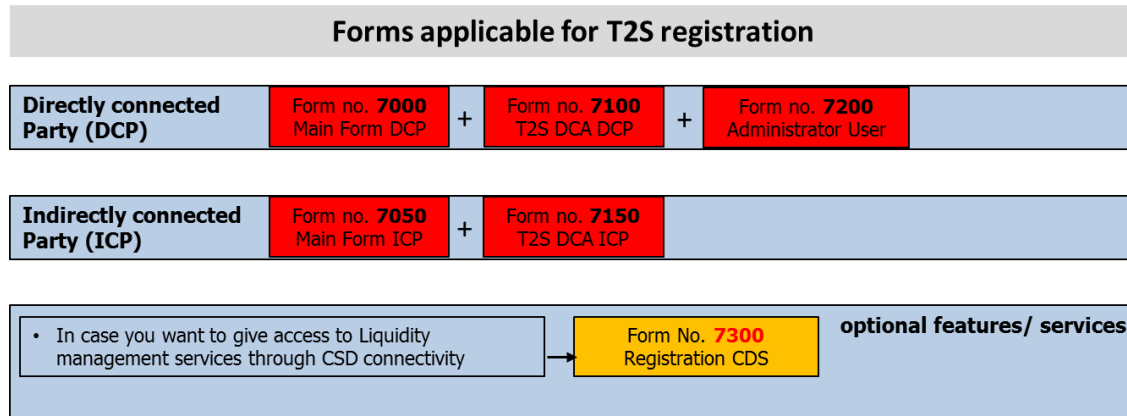 Forms applicable for T2S registration
Directly connected
Party (DCP)
Form no. 7000
Main Form DCP
+
Form no. 7100
T2S DCA DCP
+
Form no. 7200
Administrator User
Indirectly connected
Party (ICP)
Form no. 7050
Main Form ICP
+
Form no. 7150
T2S DCA ICP
• In case you want to give access to Liquidity
management services through CSD connectivity
Form No. 7300
Registration CDS
optional features/ services